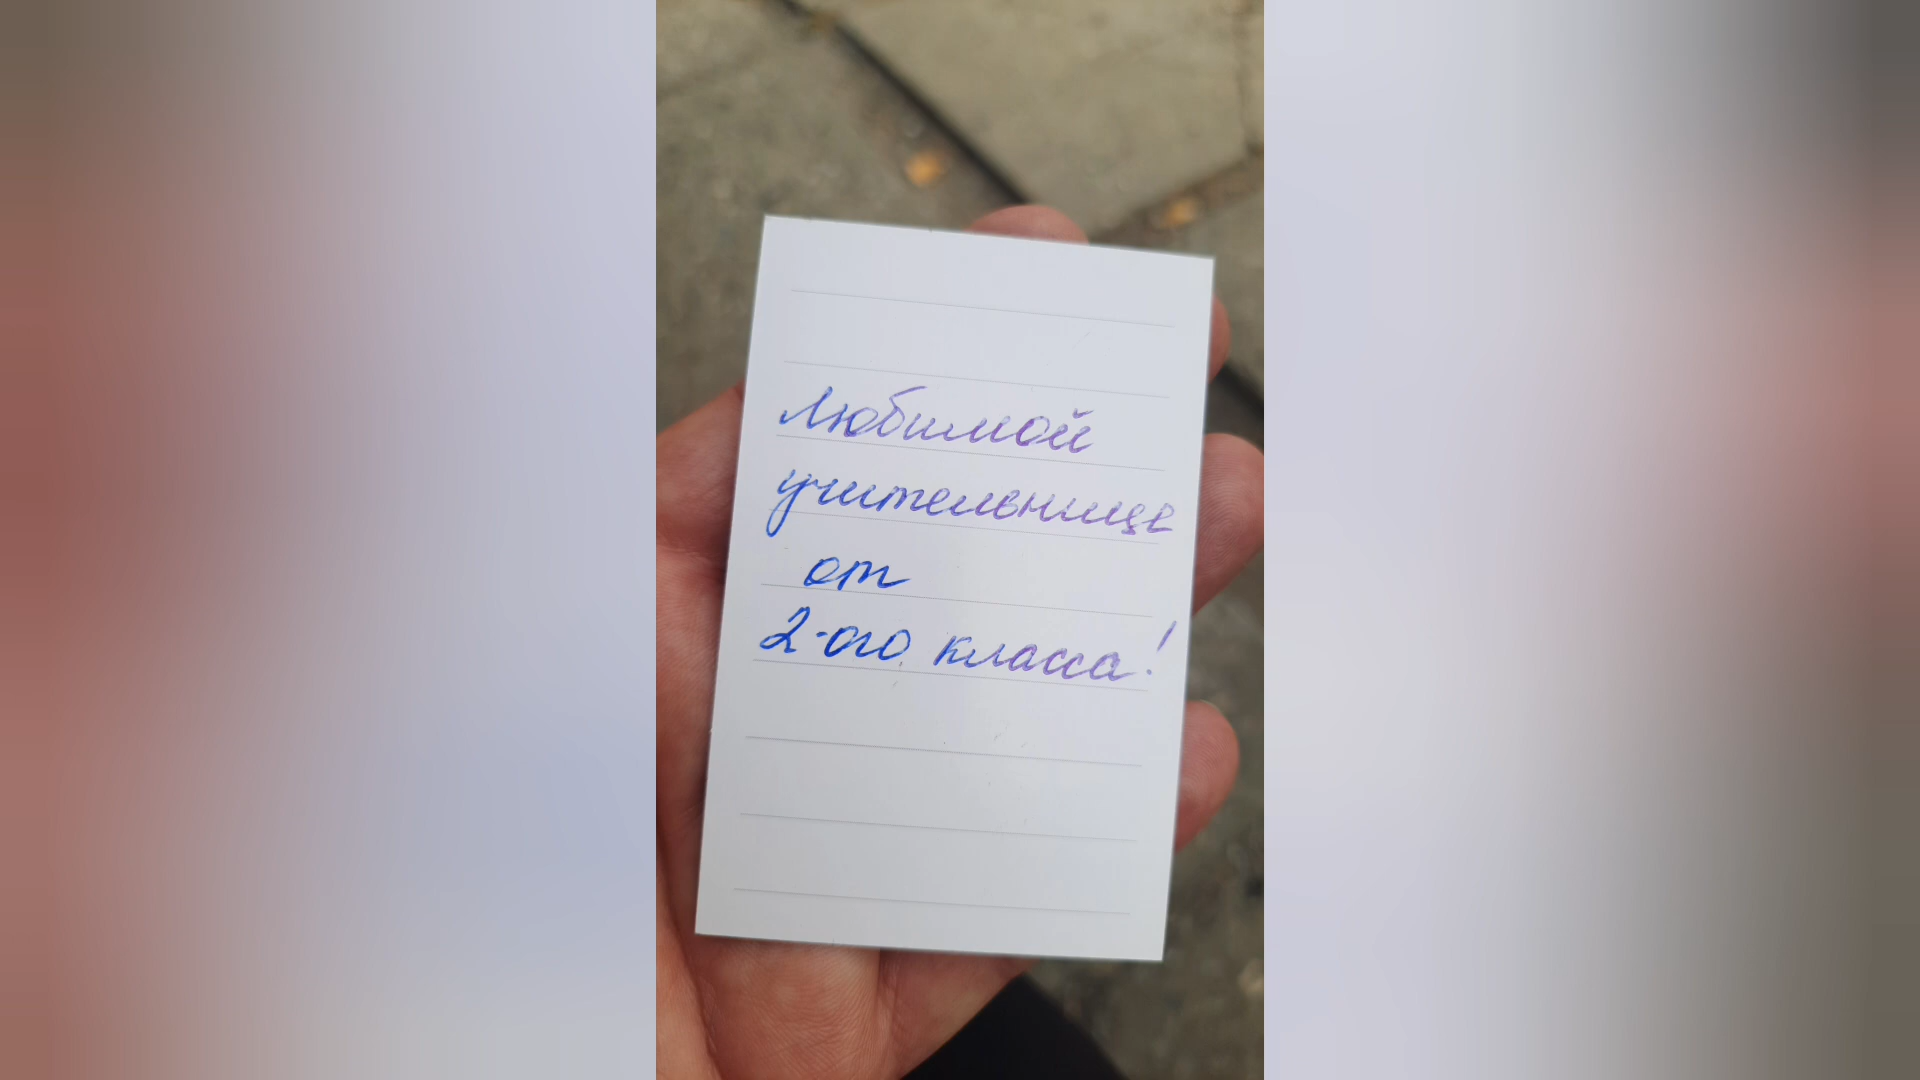 Любимой
учительнице
от
2-ого класса!